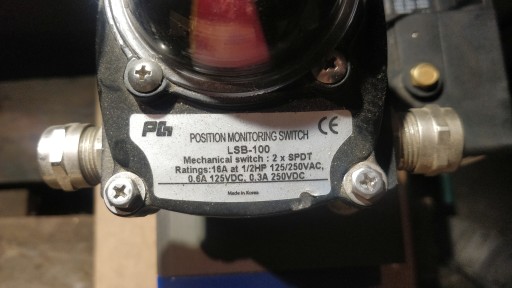 POSITION MONITORING SWITCH CE
LSB-100
Mechanical switch : 2 x SPDT
Ratings:16A at 1/2HP 125/250VAC,
0.6A 125VDC, 0.3A 250VDC
Made in Korea